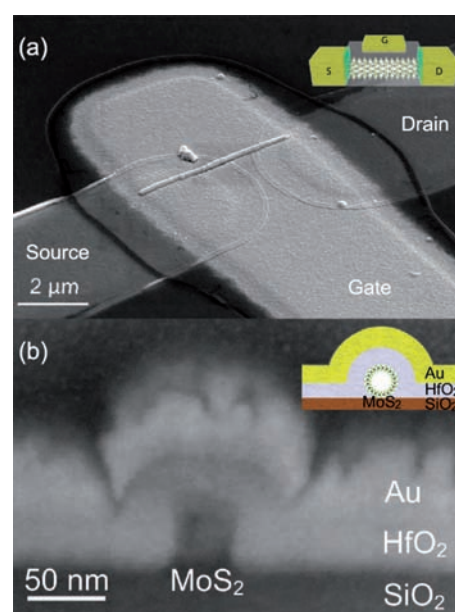 (a)
G
S
D
Drain
Source
2 μm
Gate
(b)
Au
HfO₂
MoS₂
SiO₂
Au
HfO₂
50 nm
MoS₂
SiO₂